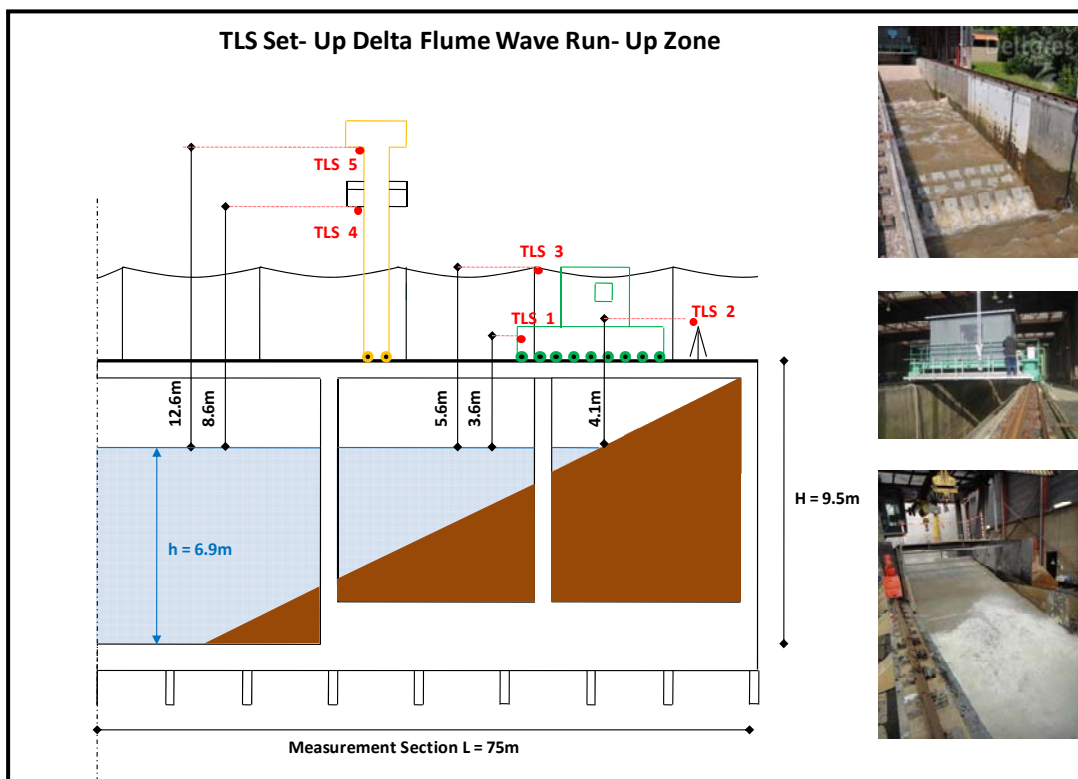 TLS Set- Up Delta Flume Wave Run- Up Zone
Deltares
TLS 5
TLS 4
TLS 3
TLS 1
TLS 2
12.6m
8.6m
5.6m
3.6m
4.1m
h = 6.9m
H = 9.5m
Measurement Section L = 75m